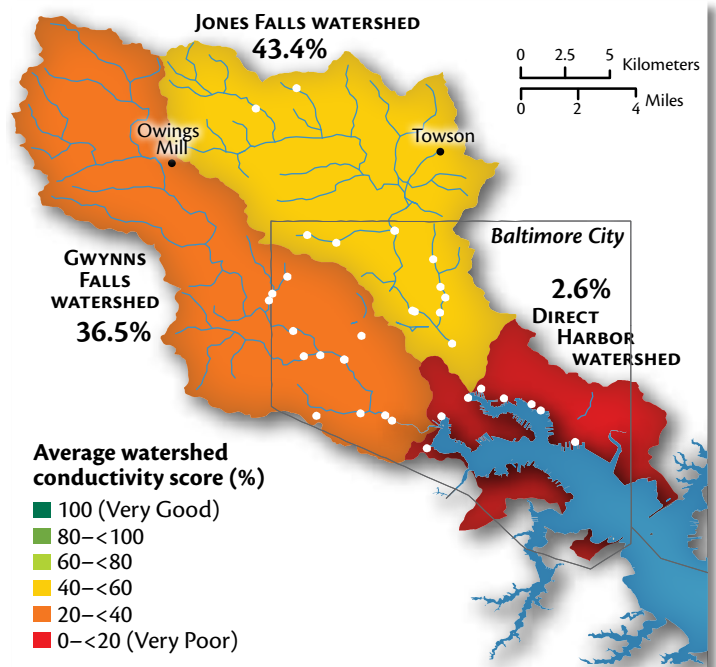 Jones Falls watershed
43.4%
0 2.5 5 Kilometers
0 2 4 Miles
Owings
Mill
Towson
Baltimore City
Gwynns
Falls
watershed
36.5%
2.6%
Direct
Harbor
watershed
Average watershed
conductivity score (%)
100 (Very Good)
80–<100
60–<80
40–<60
20–<40
0–<20 (Very Poor)